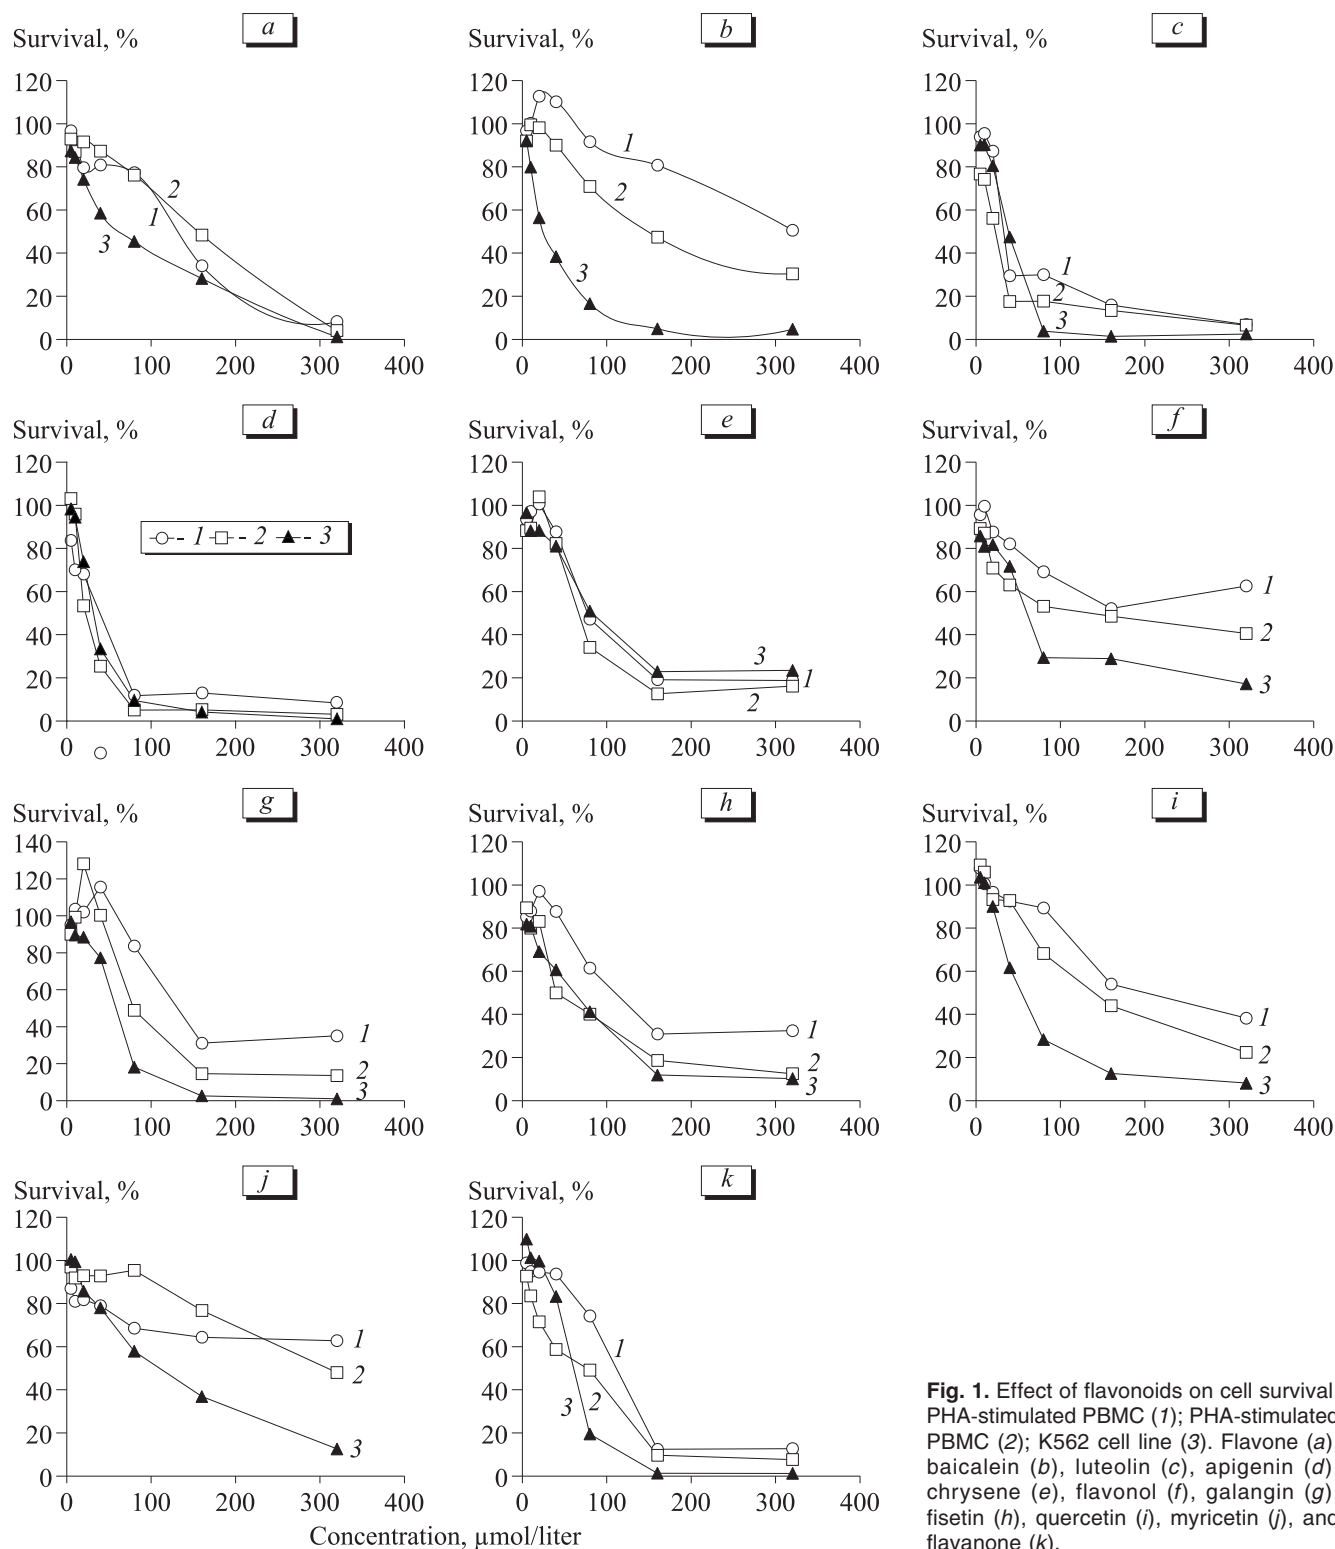 a
Survival, %
120
100
80
60
40
20
0
0 100 200 300 400
2
1
3
b
Survival, %
120
100
80
60
40
20
0
0 100 200 300 400
1
2
3
c
Survival, %
120
100
80
60
40
20
0
0 100 200 300 400
1
2
3
d
Survival, %
120
100
80
60
40
20
0
0 100 200 300 400
1 2 3
e
Survival, %
120
100
80
60
40
20
0
0 100 200 300 400
3
1
2
f
Survival, %
120
100
80
60
40
20
0
0 100 200 300 400
1
2
3
g
Survival, %
140
120
100
80
60
40
20
0
0 100 200 300 400
1
2
3
h
Survival, %
120
100
80
60
40
20
0
0 100 200 300 400
1
2
3
i
Survival, %
120
100
80
60
40
20
0
0 100 200 300 400
1
2
3
j
Survival, %
120
100
80
60
40
20
0
0 100 200 300 400
1
2
3
k
Survival, %
120
100
80
60
40
20
0
0 100 200 300 400
1
3 2
Concentration, μmol/liter
Fig. 1. Effect of flavonoids on cell survival
PHA-stimulated PBMC (1); PHA-stimulated
PBMC (2); K562 cell line (3). Flavone (a)
baicalein (b), luteolin (c), apigenin (d)
chrysene (e), flavonol (f), galangin (g)
fisetin (h), quercetin (i), myricetin (j), and
flavanone (k).